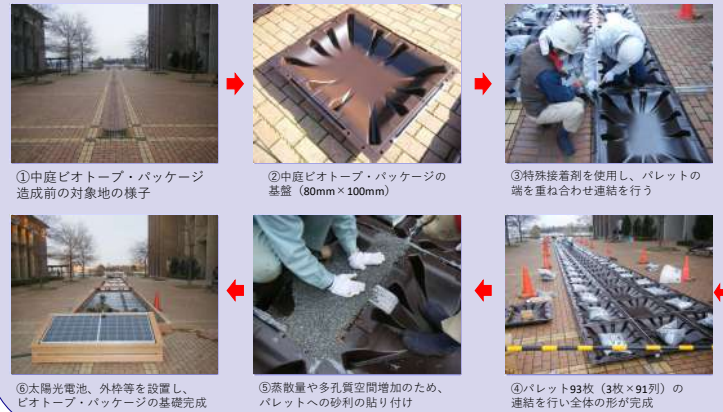 ①中庭ビオトープ・パッケージ
造成前の対象地の様子
②中庭ビオトープ・パッケージの
基盤（80mm×100mm）
③特殊接着剤を使用し、パレットの
端を重ね合わせ連結を行う
④パレット93枚（3枚×91列）の
連結を行い全体の形が完成
⑤蒸散量や多孔質空間増加のため、
パレットへの砂利の貼り付け
⑥太陽光電池、外枠等を設置し、
ビオトープ・パッケージの基礎完成